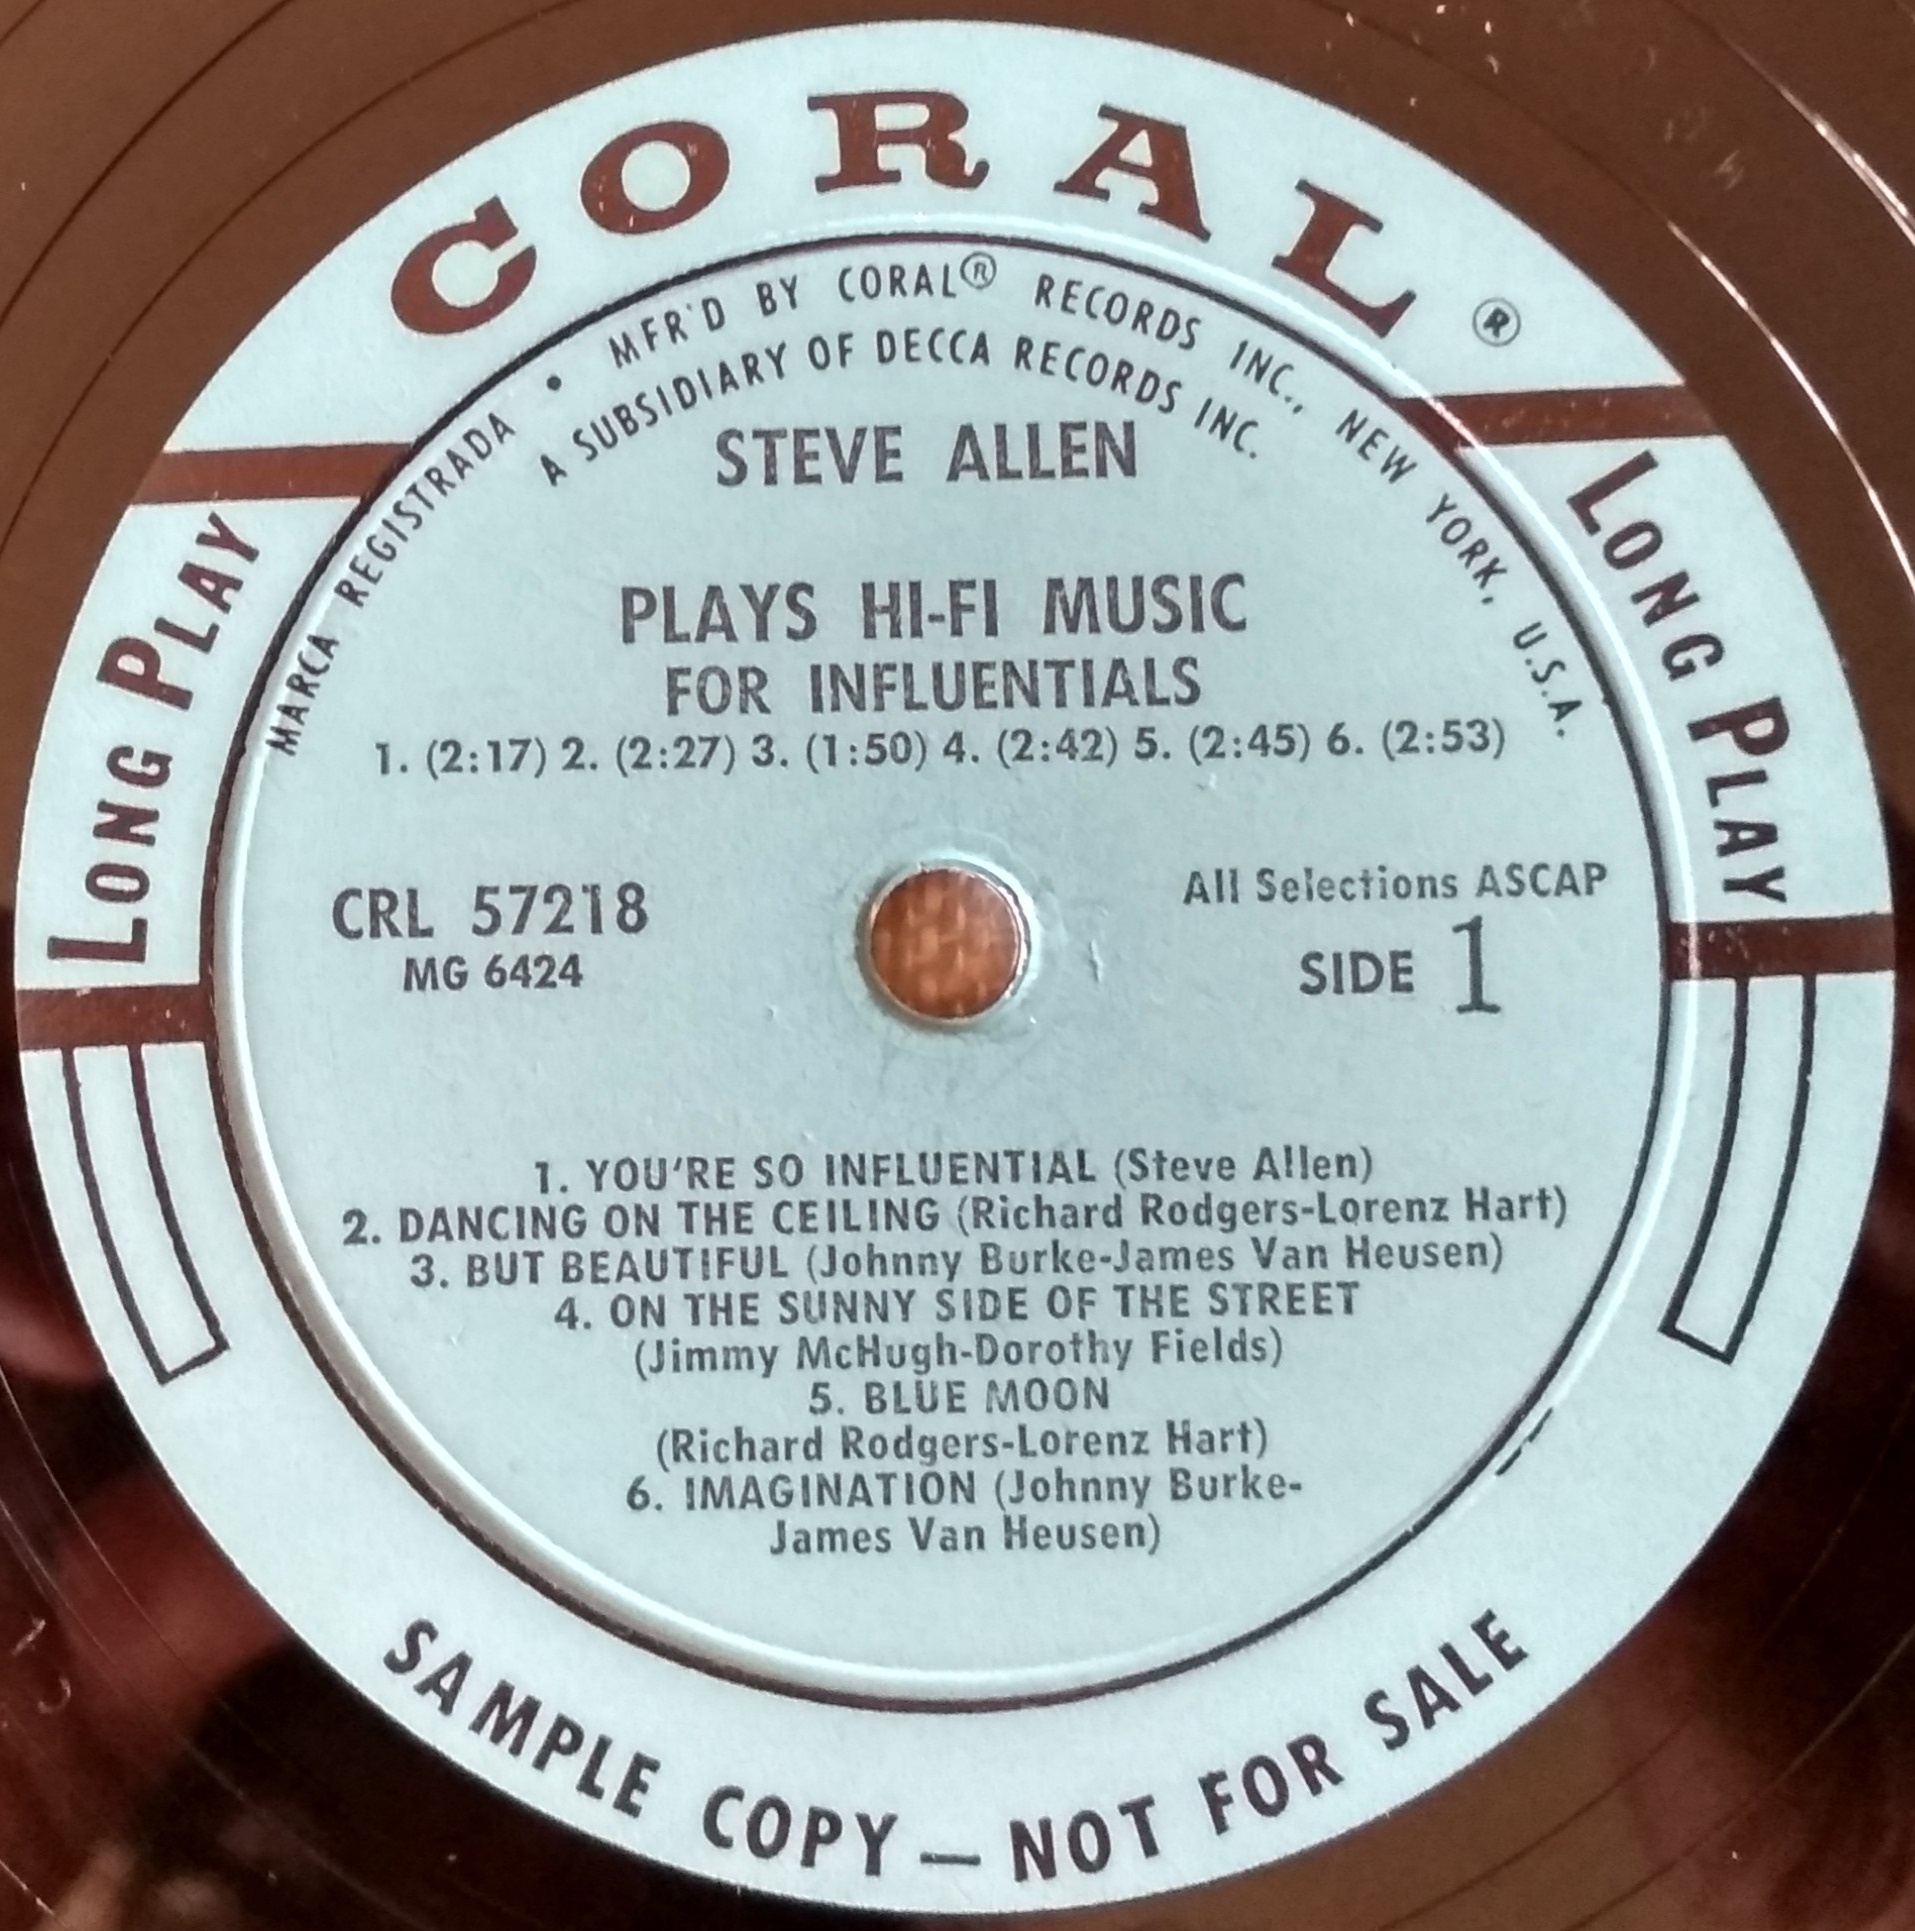 CORAL®
MARCA REGISTRADA • MFR'D BY CORAL® RECORDS INC., NEW YORK, U.S.A.
A SUBSIDIARY OF DECCA RECORDS INC.
LONG PLAY
LONG PLAY
STEVE ALLEN
PLAYS HI-FI MUSIC
FOR INFLUENTIALS
1. (2:17) 2. (2:27) 3. (1:50) 4. (2:42) 5. (2:45) 6. (2:53)
CRL 57218
MG 6424
All Selections ASCAP
SIDE 1
1. YOU'RE SO INFLUENTIAL (Steve Allen)
2. DANCING ON THE CEILING (Richard Rodgers-Lorenz Hart)
3. BUT BEAUTIFUL (Johnny Burke-James Van Heusen)
4. ON THE SUNNY SIDE OF THE STREET
(Jimmy McHugh-Dorothy Fields)
5. BLUE MOON
(Richard Rodgers-Lorenz Hart)
6. IMAGINATION (Johnny Burke-
James Van Heusen)
SAMPLE COPY — NOT FOR SALE